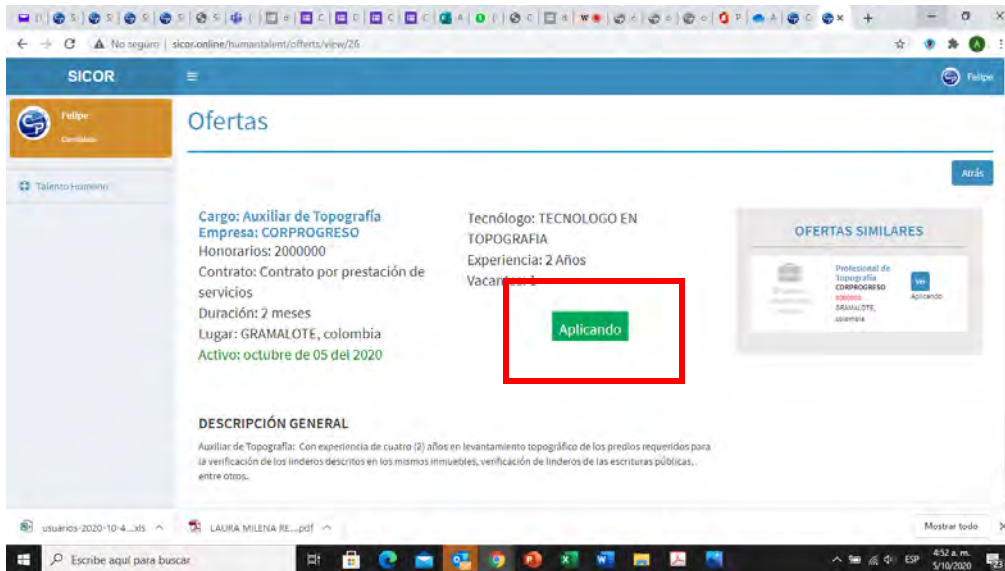 No seguro | sicor.online/humantalent/offerts/view/26
SICOR
Felipe
Felipe
Talento Humano
Ofertas
Atrás
Cargo: Auxiliar de Topografía
Empresa: CORPROGRESO
Honorarios: 2000000
Contrato: Contrato por prestación de
servicios
Duración: 2 meses
Lugar: GRAMALOTE, colombia
Activo: octubre de 05 del 2020
Tecnólogo: TECNOLOGO EN
TOPOGRAFIA
Experiencia: 2 Años
Vacantes: 1
Aplicando
OFERTAS SIMILARES
Profesional de
Topografía
CORPROGRESO
GRAMALOTE,
colombia
Ver
Aplicando
DESCRIPCIÓN GENERAL
Auxiliar de Topografía: Con experiencia de cuatro (2) años en levantamiento topográfico de los predios requeridos para
la verificación de los linderos descritos en los mismos inmuebles, verificación de linderos de las escrituras públicas,
entre otros.
usuarios-2020-10-4....xls
LAURA MILENA RE....pdf
Mostrar todo
Escribe aquí para buscar
ESP
4:52 a. m.
5/10/2020